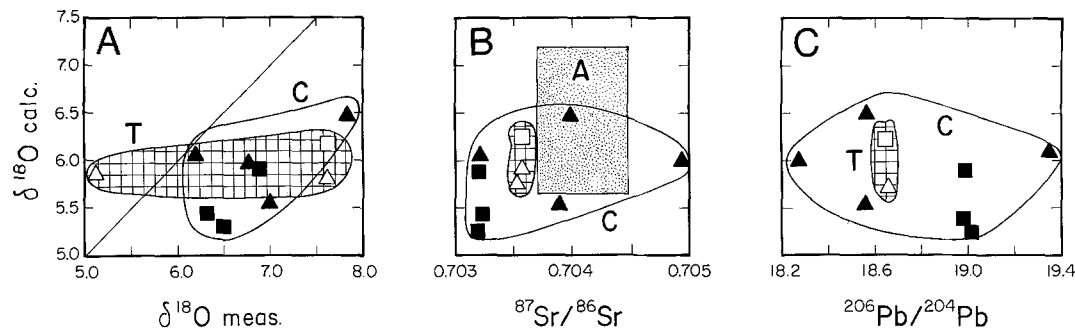 A
B
C
7.5
7.0
6.5
6.0
5.5
5.0
δ ¹⁸O calc.
T
C
A
C
T
C
5.0 6.0 7.0 8.0
0.703 0.704 0.705
18.2 18.6 19.0 19.4
δ ¹⁸O meas.
⁸⁷Sr/⁸⁶Sr
²⁰⁶Pb/²⁰⁴Pb